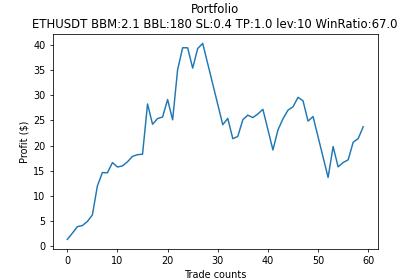 Portfolio
ETHUSDT BBM:2.1 BBL:180 SL:0.4 TP:1.0 lev:10 WinRatio:67.0
40
35
30
25
20
15
10
5
0
Profit ($)
0 10 20 30 40 50 60
Trade counts